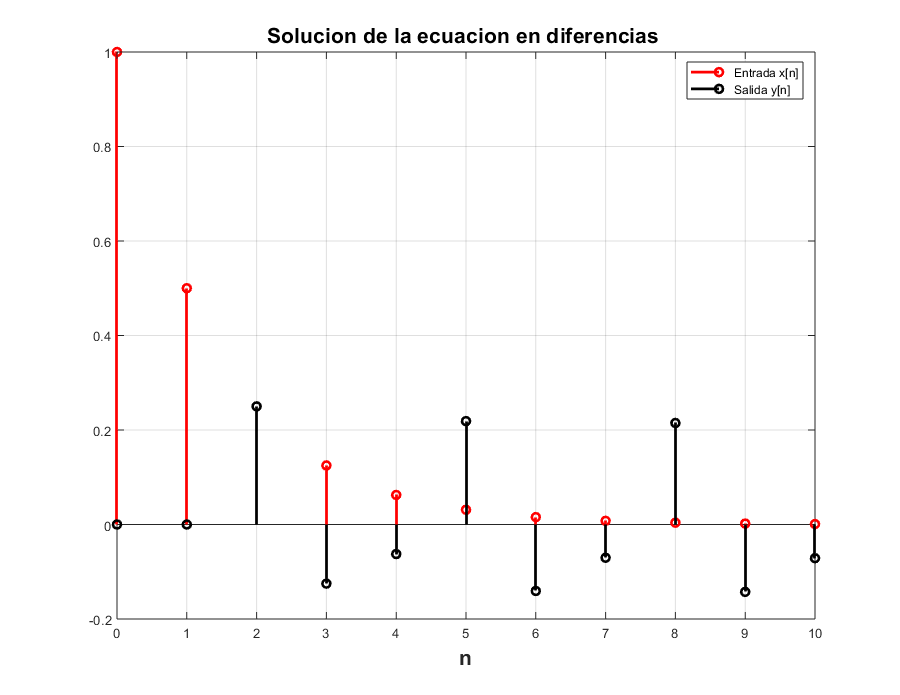 Solucion de la ecuacion en diferencias
Entrada x[n]
Salida y[n]
1
0.8
0.6
0.4
0.2
0
-0.2
0 1 2 3 4 5 6 7 8 9 10
n